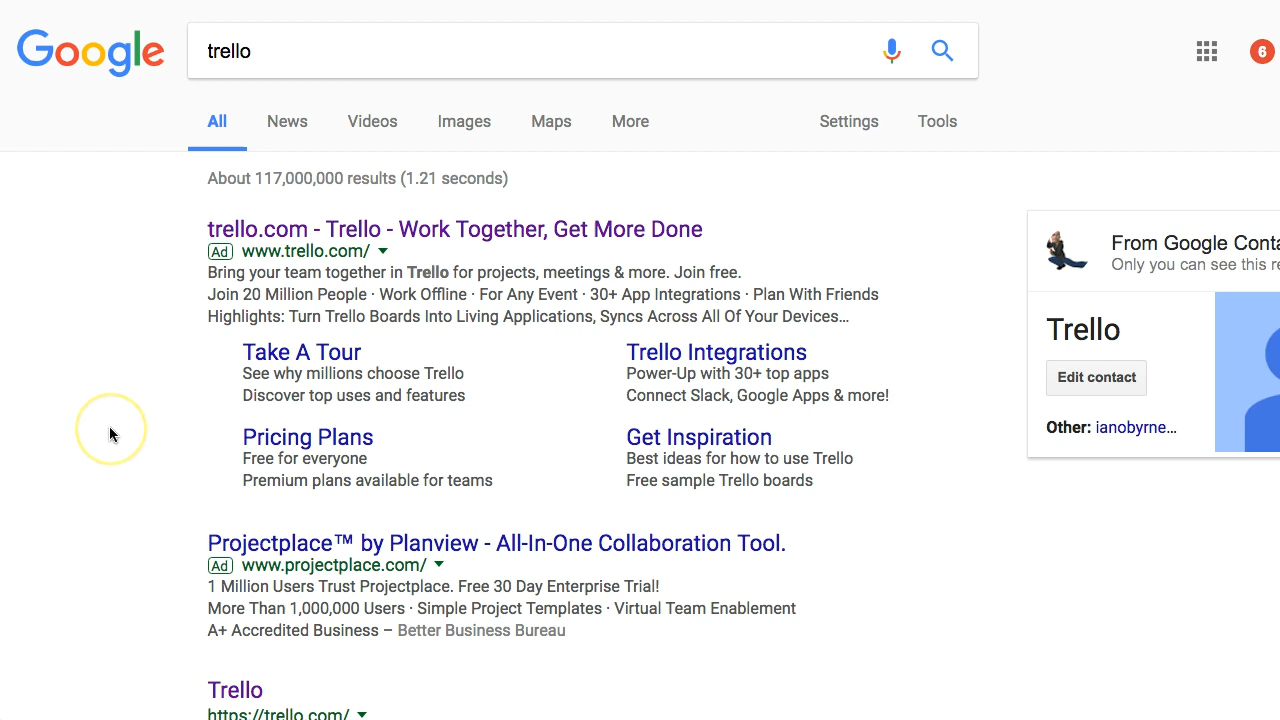 Google
trello
6
All News Videos Images Maps More Settings Tools
About 117,000,000 results (1.21 seconds)
trello.com - Trello - Work Together, Get More Done
Ad www.trello.com/
Bring your team together in Trello for projects, meetings & more. Join free.
Join 20 Million People · Work Offline · For Any Event · 30+ App Integrations · Plan With Friends
Highlights: Turn Trello Boards Into Living Applications, Syncs Across All Of Your Devices...
Take A Tour
See why millions choose Trello
Discover top uses and features
Trello Integrations
Power-Up with 30+ top apps
Connect Slack, Google Apps & more!
Pricing Plans
Free for everyone
Premium plans available for teams
Get Inspiration
Best ideas for how to use Trello
Free sample Trello boards
Projectplace™ by Planview - All-In-One Collaboration Tool.
Ad www.projectplace.com/
1 Million Users Trust Projectplace. Free 30 Day Enterprise Trial!
More Than 1,000,000 Users · Simple Project Templates · Virtual Team Enablement
A+ Accredited Business – Better Business Bureau
Trello
https://trello.com/
From Google Conta
Only you can see this re
Trello
Edit contact
Other: ianobyrne...